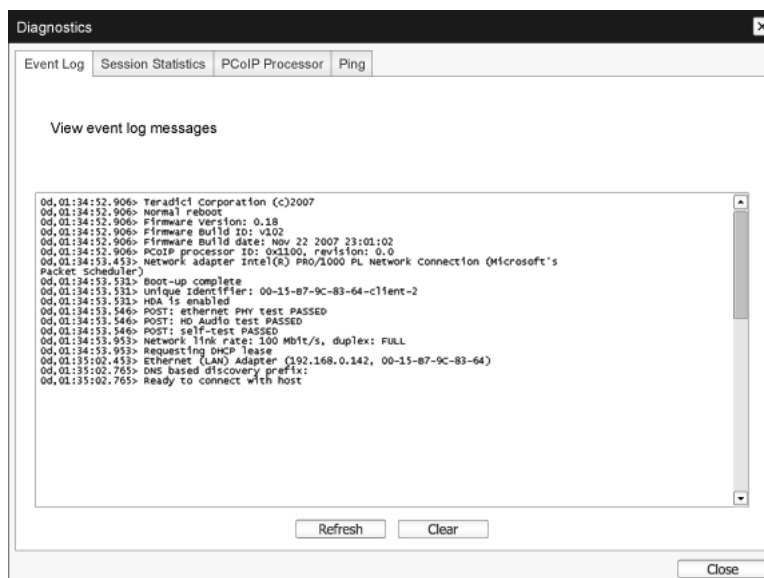 Diagnostics
Event Log
Session Statistics
PCoIP Processor
Ping
View event log messages
0d,01:34:52.906> Teradici Corporation (c)2007
0d,01:34:52.906> Normal reboot
0d,01:34:52.906> Firmware Version: 0.18
0d,01:34:52.906> Firmware Build ID: v102
0d,01:34:52.906> Firmware Build date: Nov 22 2007 23:01:02
0d,01:34:52.906> PCoIP processor ID: 0x1100, revision: 0.0
0d,01:34:53.453> Network adapter Intel(R) PRO/1000 PL Network Connection (Microsoft's
Packet Scheduler)
0d,01:34:53.531> Boot-up complete
0d,01:34:53.531> Unique Identifier: 00-15-B7-9C-83-64-client-2
0d,01:34:53.531> HDA is enabled
0d,01:34:53.546> POST: ethernet PHY test PASSED
0d,01:34:53.546> POST: HD Audio test PASSED
0d,01:34:53.546> POST: self-test PASSED
0d,01:34:53.953> Network link rate: 100 Mbit/s, duplex: FULL
0d,01:34:53.953> Requesting DHCP lease
0d,01:35:02.453> Ethernet (LAN) Adapter (192.168.0.142, 00-15-B7-9C-83-64)
0d,01:35:02.765> DNS based discovery prefix:
0d,01:35:02.765> Ready to connect with host
Refresh
Clear
Close